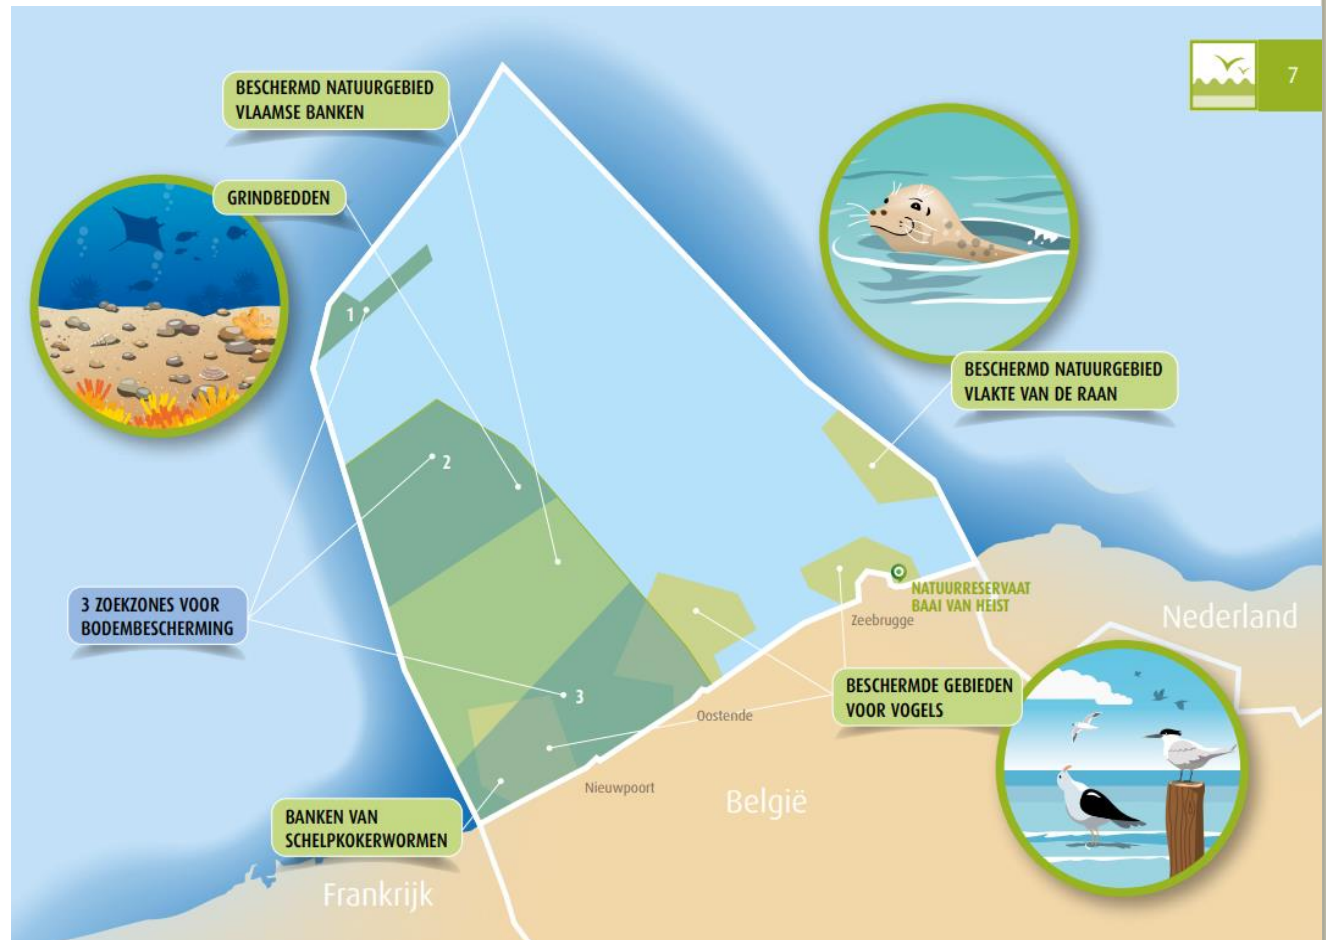 7
BESCHERMD NATUURGEBIED
VLAAMSE BANKEN
GRINDBEDDEN
1
BESCHERMD NATUURGEBIED
VLAKTE VAN DE RAAN
2
3 ZOEKZONES VOOR
BODEMBESCHERMING
NATUURRESERVAAT
BAAI VAN HEIST
Zeebrugge
Nederland
3
BESCHERMDE GEBIEDEN
VOOR VOGELS
Oostende
Nieuwpoort
België
BANKEN VAN
SCHELPKOKERWORMEN
Frankrijk